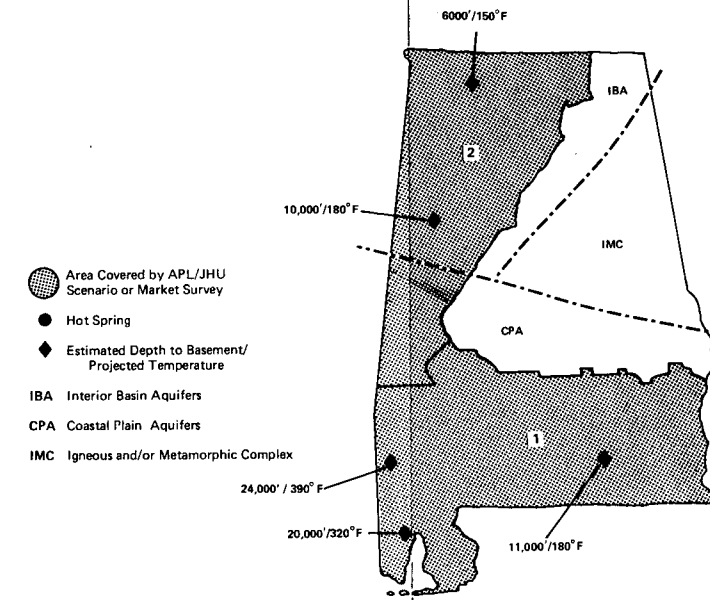 6000'/150°F
IBA
2
10,000'/180°F
IMC
Area Covered by APL/JHU
Scenario or Market Survey
Hot Spring
CPA
Estimated Depth to Basement/
Projected Temperature
IBA Interior Basin Aquifers
CPA Coastal Plain Aquifers
1
IMC Igneous and/or Metamorphic Complex
24,000' / 390°F
20,000'/320°F
11,000'/180°F